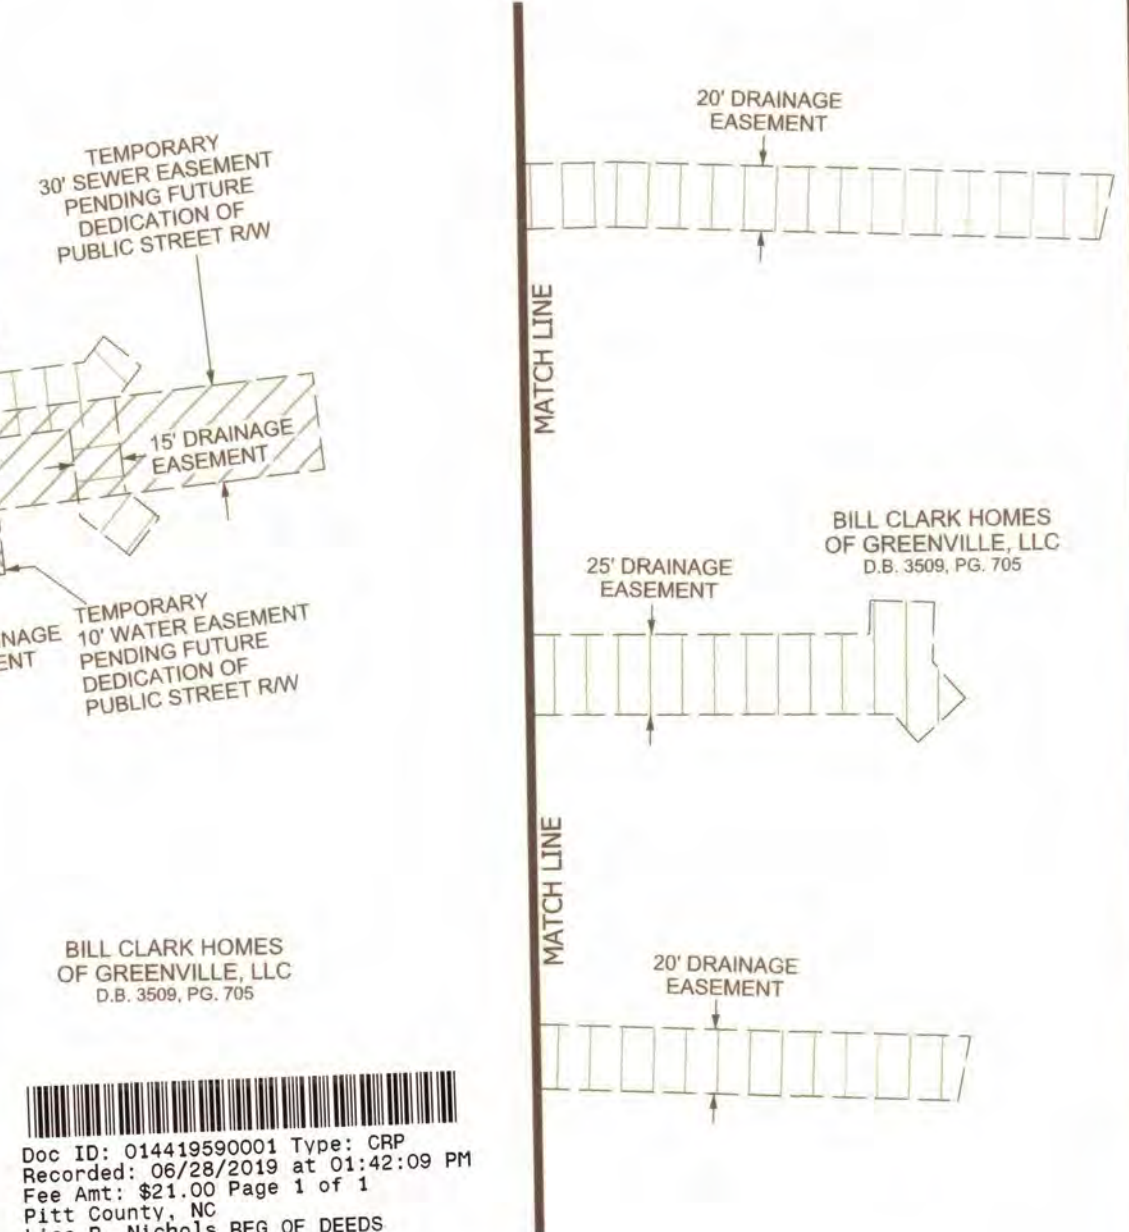 TEMPORARY
30' SEWER EASEMENT
PENDING FUTURE
DEDICATION OF
PUBLIC STREET R/W
15' DRAINAGE
EASEMENT
TEMPORARY
10' WATER EASEMENT
PENDING FUTURE
DEDICATION OF
PUBLIC STREET R/W
BILL CLARK HOMES
OF GREENVILLE, LLC
D.B. 3509, PG. 705
Doc ID: 014419590001 Type: CRP
Recorded: 06/28/2019 at 01:42:09 PM
Fee Amt: $21.00 Page 1 of 1
Pitt County, NC
Nichols REG OF DEEDS
20' DRAINAGE
EASEMENT
MATCH LINE
BILL CLARK HOMES
OF GREENVILLE, LLC
D.B. 3509, PG. 705
25' DRAINAGE
EASEMENT
MATCH LINE
20' DRAINAGE
EASEMENT